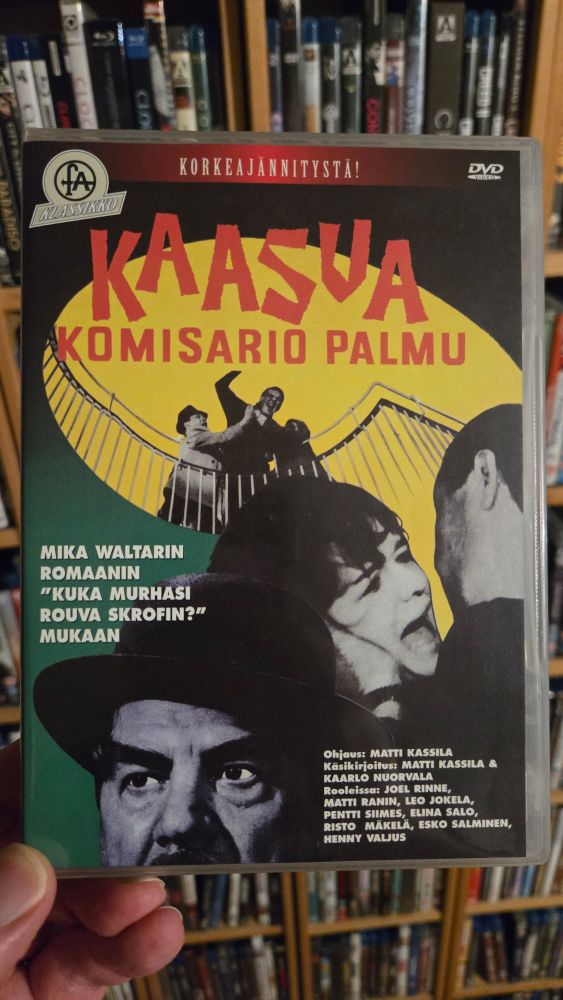 KORKEAJÄNNITYSTÄ!
DVD
VIDEO
fA
KLASSIKKO
KAASUA
KOMISARIO PALMU
MIKA WALTARIN
ROMAANIN
"KUKA MURHASI
ROUVA SKROFIN?"
MUKAAN
Ohjaus: MATTI KASSILA
Käsikirjoitus: MATTI KASSILA &
KAARLO NUORVALA
Rooleissa: JOEL RINNE,
MATTI RANIN, LEO JOKELA,
PENTTI SIIMES, ELINA SALO,
RISTO MÄKELÄ, ESKO SALMINEN,
HENNY VALJUS